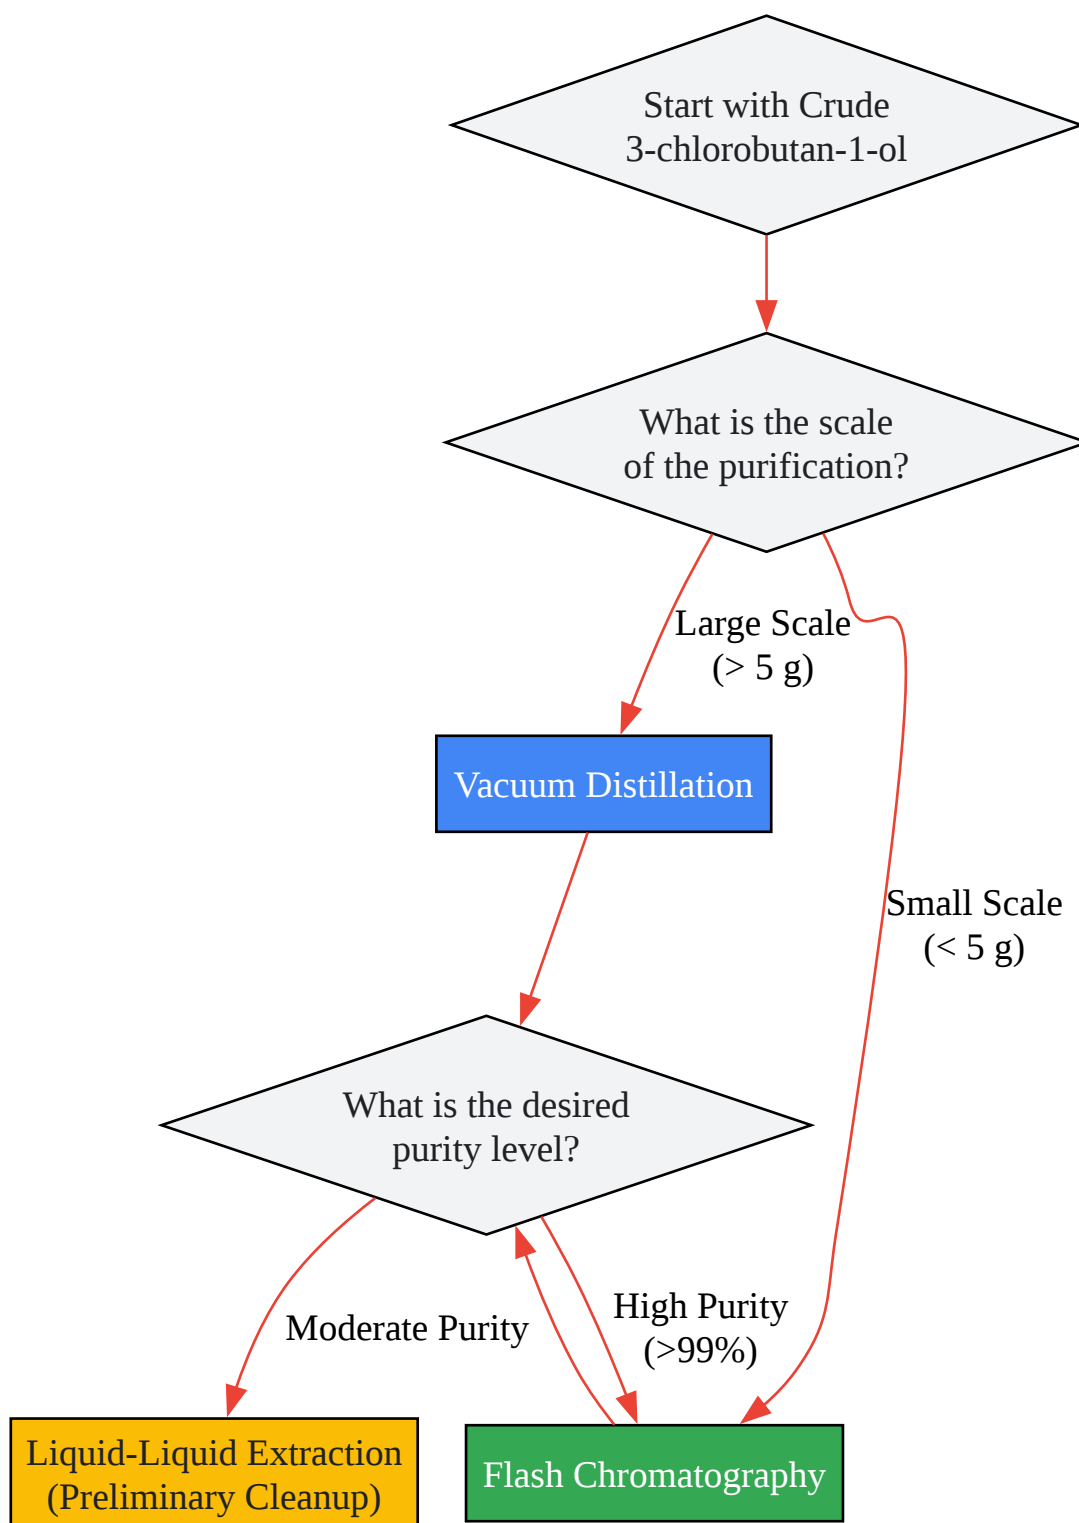 Start with Crude
3-chlorobutan-1-ol
What is the scale
of the purification?
Large Scale
(> 5 g)
Vacuum Distillation
Small Scale
(< 5 g)
What is the desired
purity level?
High Purity
(>99%)
Moderate Purity
Liquid-Liquid Extraction
(Preliminary Cleanup)
Flash Chromatography